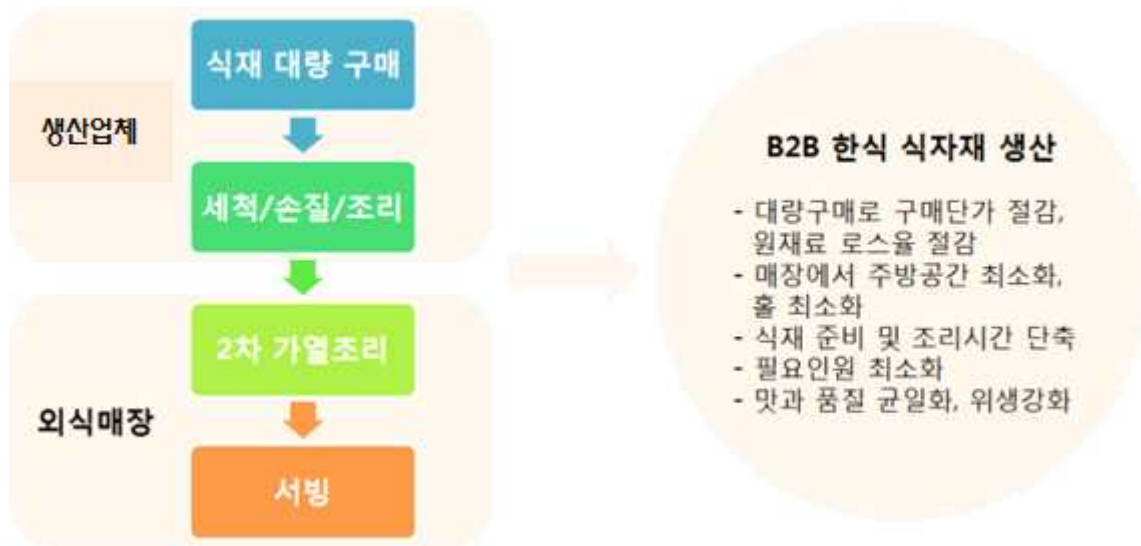 식재 대량 구매
생산업체
세척/손질/조리
2차 가열조리
외식매장
서빙
B2B 한식 식자재 생산
- 대량구매로 구매단가 절감,
원재료 로스율 절감
- 매장에서 주방공간 최소화,
홀 최소화
- 식재 준비 및 조리시간 단축
- 필요인원 최소화
- 맛과 품질 균일화, 위생강화